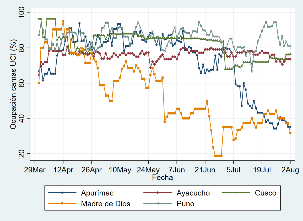 Ocupación camas UCI (%)
100
80
60
40
20
29Mar 12Apr 26Apr 10May 24May 7Jun 21Jun 5Jul 19Jul 2Aug
Fecha
Apurímac Ayacucho Cusco
Madre de Dios Puno